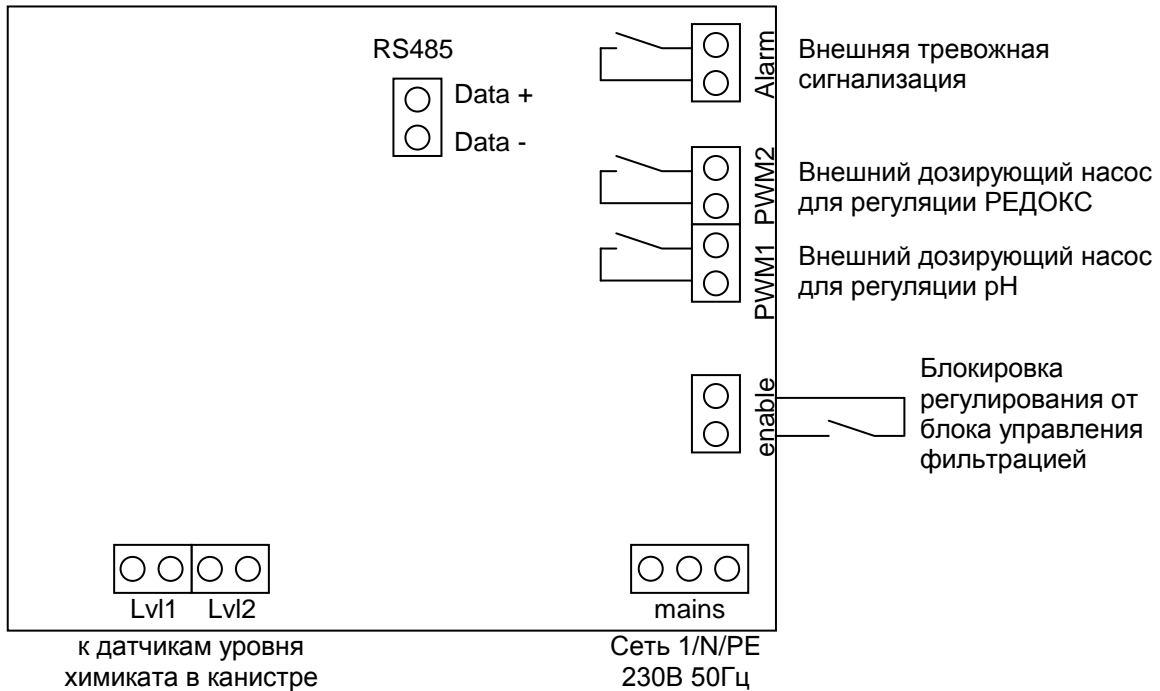 RS485
Data +
Data -
Alarm
Внешняя тревожная
сигнализация
PWM2
Внешний дозирующий насос
для регуляции РЕДОКС
PWM1
Внешний дозирующий насос
для регуляции pH
enable
Блокировка
регулирования от
блока управления
фильтрацией
Lvl1 Lvl2
к датчикам уровня
химиката в канистре
mains
Сеть 1/N/PE
230В 50Гц